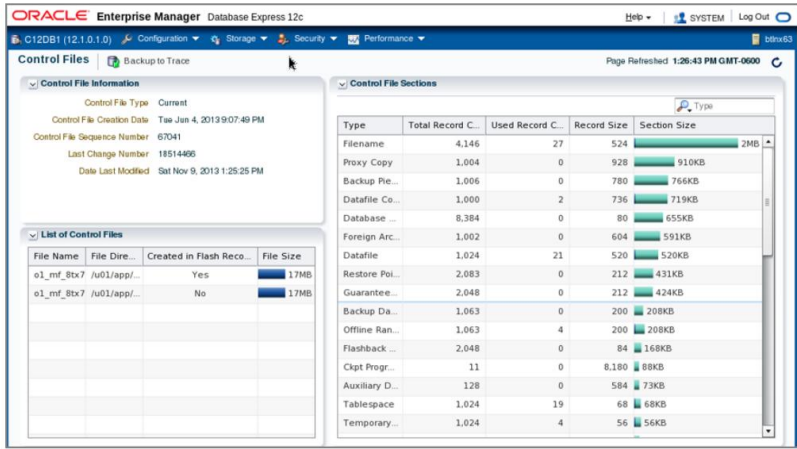 ORACLE Enterprise Manager Database Express 12c
Help SYSTEM Log Out
C12DB1 (12.1.0.1.0) Configuration Storage Security Performance btlnx63
Control Files Backup to Trace Page Refreshed 1:26:43 PM GMT-0600
Control File Information
Control File Type Current
Control File Creation Date Tue Jun 4, 2013 9:07:49 PM
Control File Sequence Number 67041
Last Change Number 18514466
Date Last Modified Sat Nov 9, 2013 1:25:25 PM
List of Control Files
File Name File Dire... Created in Flash Reco... File Size
o1_mf_8tx7 /u01/app/... Yes 17MB
o1_mf_8tx7 /u01/app/... No 17MB
Control File Sections
Type
Type Total Record C... Used Record C... Record Size Section Size
Filename 4,146 27 524 2MB
Proxy Copy 1,004 0 928 910KB
Backup Pie... 1,006 0 780 766KB
Datafile Co... 1,000 2 736 719KB
Database ... 8,384 0 80 655KB
Foreign Arc... 1,002 0 604 591KB
Datafile 1,024 21 520 520KB
Restore Poi... 2,083 0 212 431KB
Guarantee... 2,048 0 212 424KB
Backup Da... 1,063 0 200 208KB
Offline Ran... 1,063 4 200 208KB
Flashback ... 2,048 0 84 168KB
Ckpt Progr... 11 0 8,180 88KB
Auxiliary D... 128 0 584 73KB
Tablespace 1,024 19 68 68KB
Temporary... 1,024 4 56 56KB